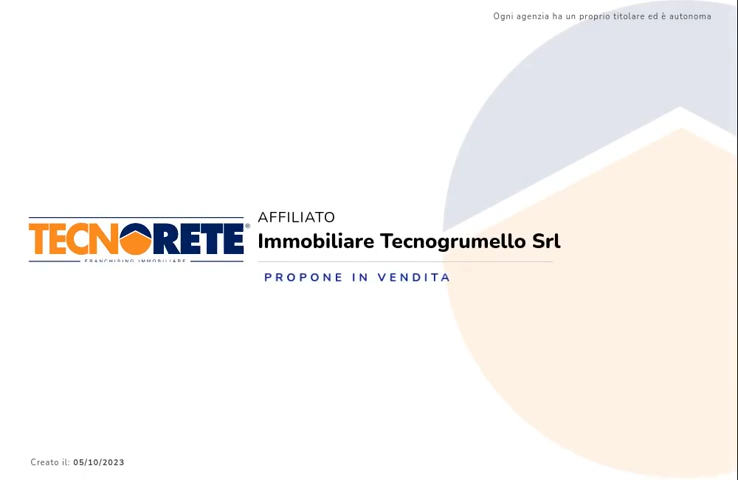 Ogni agenzia ha un proprio titolare ed è autonoma
AFFILIATO
TECNORETE®
Immobiliare Tecnogrumello Srl
FRANCHISING IMMOBILIARE
PROPONE IN VENDITA
Creato il: 05/10/2023